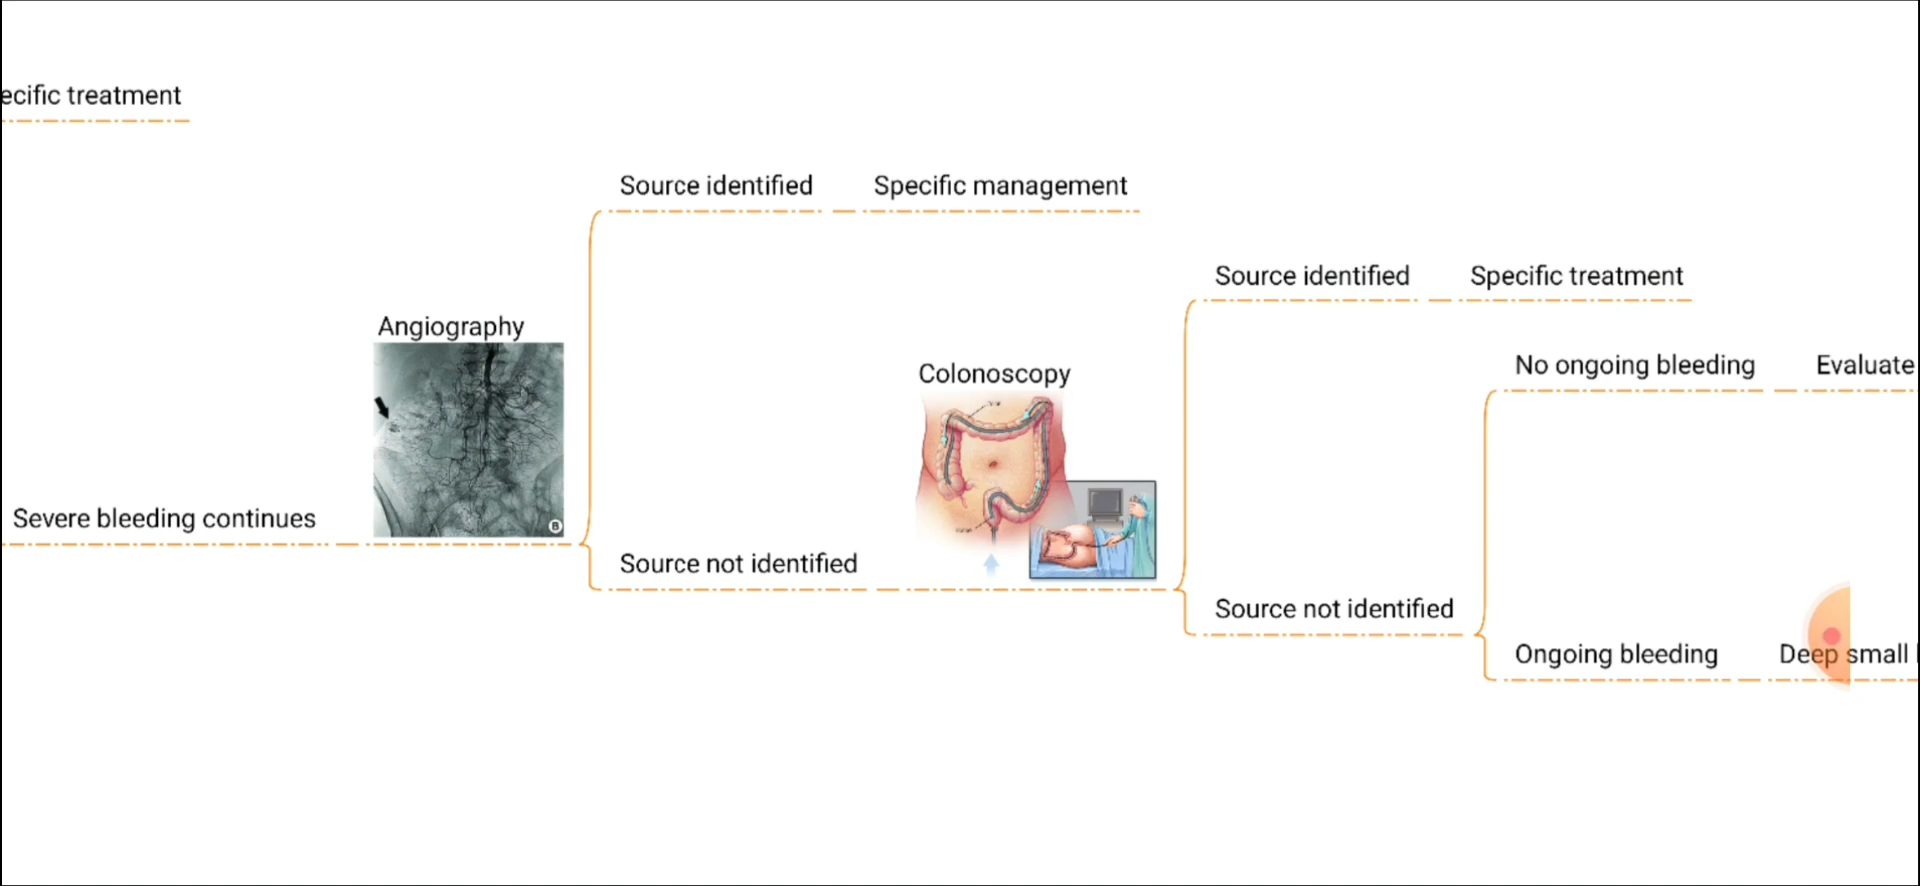 ecific treatment
Source identified
Specific management
Source identified
Specific treatment
Angiography
No ongoing bleeding
Evaluate
Colonoscopy
Severe bleeding continues
B
Source not identified
Source not identified
Ongoing bleeding
Deep small